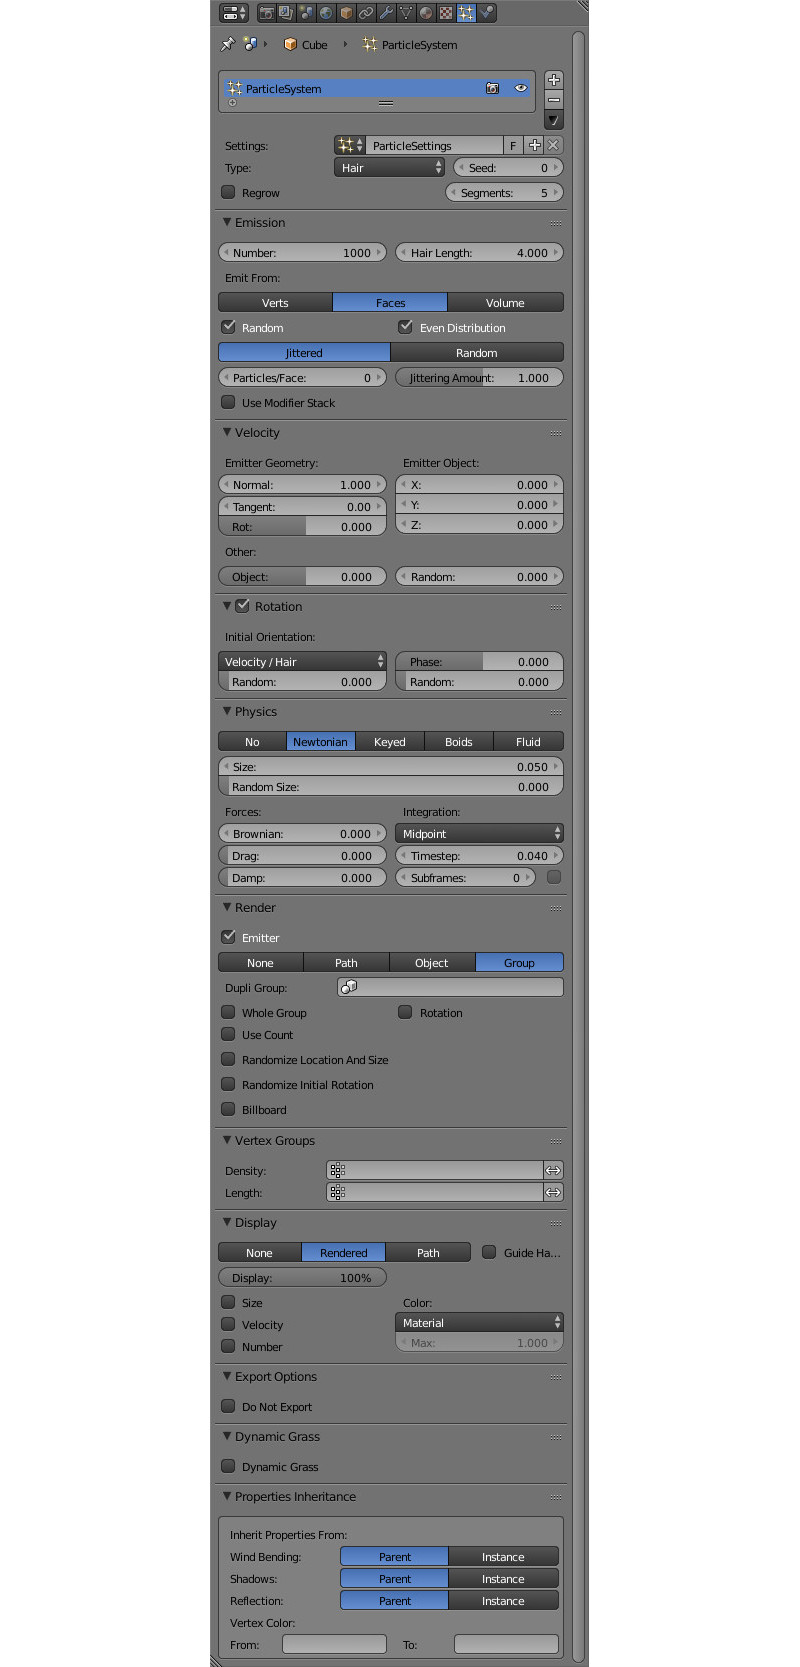 Cube ParticleSystem
ParticleSystem
Settings: ParticleSettings F
Type: Hair Seed: 0
Regrow Segments: 5
Emission
Number: 1000 Hair Length: 4.000
Emit From:
Verts Faces Volume
Random Even Distribution
Jittered Random
Particles/Face: 0 Jittering Amount: 1.000
Use Modifier Stack
Velocity
Emitter Geometry: Emitter Object:
Normal: 1.000 X: 0.000
Tangent: 0.00 Y: 0.000
Rot: 0.000 Z: 0.000
Other:
Object: 0.000 Random: 0.000
Rotation
Initial Orientation:
Velocity / Hair Phase: 0.000
Random: 0.000 Random: 0.000
Physics
No Newtonian Keyed Boids Fluid
Size: 0.050
Random Size: 0.000
Forces: Integration:
Brownian: 0.000 Midpoint
Drag: 0.000 Timestep: 0.040
Damp: 0.000 Subframes: 0
Render
Emitter
None Path Object Group
Dupli Group:
Whole Group Rotation
Use Count
Randomize Location And Size
Randomize Initial Rotation
Billboard
Vertex Groups
Density:
Length:
Display
None Rendered Path Guide Ha...
Display: 100%
Size Color:
Velocity Material
Number Max: 1.000
Export Options
Do Not Export
Dynamic Grass
Dynamic Grass
Properties Inheritance
Inherit Properties From:
Wind Bending: Parent Instance
Shadows: Parent Instance
Reflection: Parent Instance
Vertex Color:
From: To: